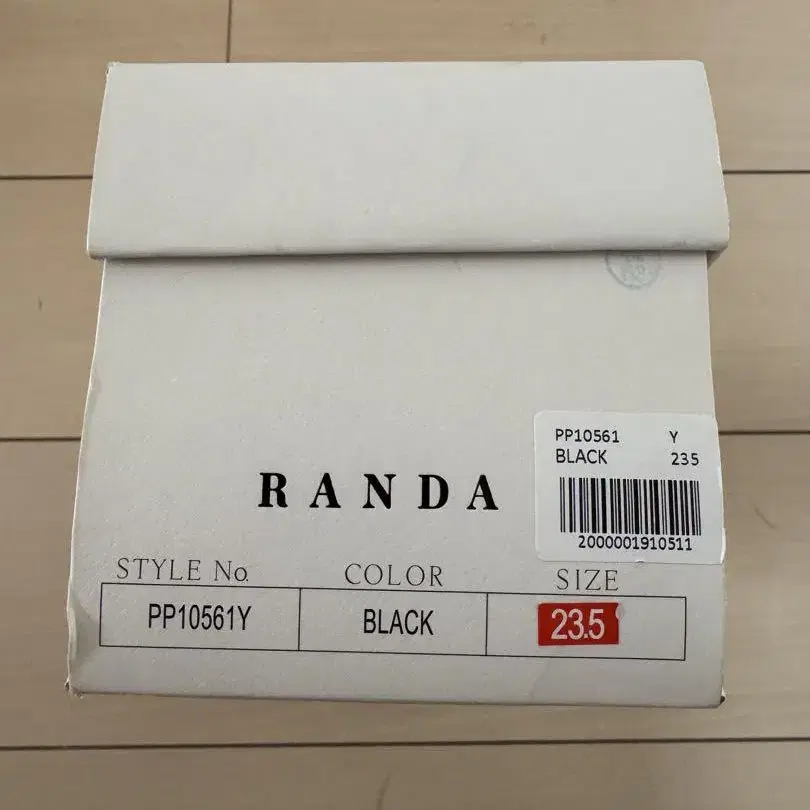 PP10561 Y
BLACK 235
2000001910511
RANDA
STYLE No. COLOR SIZE
PP10561Y BLACK 23.5